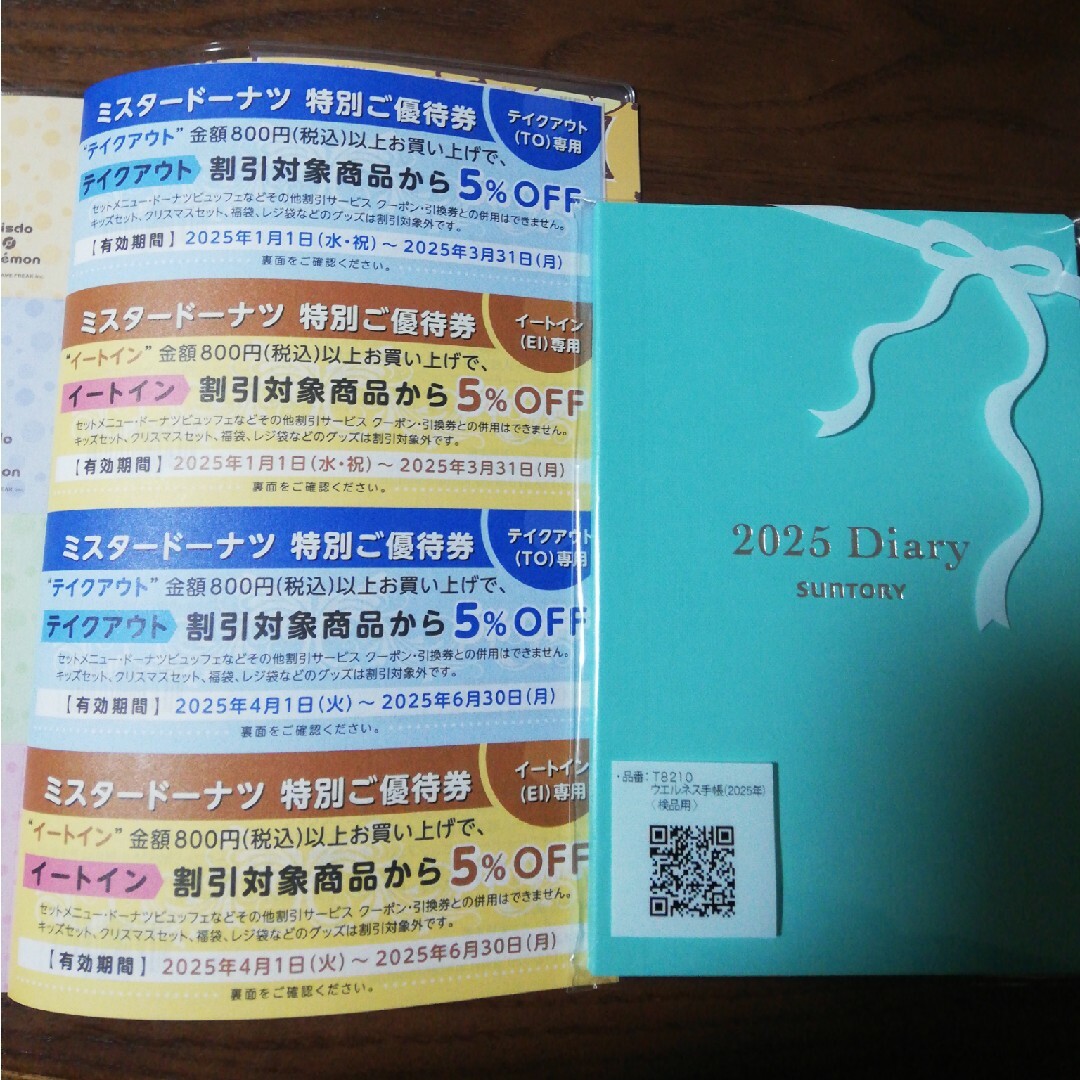 ミスタードーナツ 特別ご優待券
テイクアウト
(TO)専用
"テイクアウト" 金額800円(税込)以上お買い上げで、
テイクアウト 割引対象商品から5%OFF
セットメニュー・ドーナツビュッフェなどその他割引サービス クーポン・引換券との併用はできません。
キッズセット、クリスマスセット、福袋、レジ袋などのグッズは割引対象外です。
【有効期間】2025年1月1日(水・祝)～2025年3月31日(月)
裏面をご確認ください。
ミスタードーナツ 特別ご優待券
イートイン
(EI)専用
"イートイン" 金額800円(税込)以上お買い上げで、
イートイン 割引対象商品から5%OFF
セットメニュー・ドーナツビュッフェなどその他割引サービス クーポン・引換券との併用はできません。
キッズセット、クリスマスセット、福袋、レジ袋などのグッズは割引対象外です。
【有効期間】2025年1月1日(水・祝)～2025年3月31日(月)
裏面をご確認ください。
ミスタードーナツ 特別ご優待券
テイクアウト
(TO)専用
"テイクアウト" 金額800円(税込)以上お買い上げで、
テイクアウト 割引対象商品から5%OFF
セットメニュー・ドーナツビュッフェなどその他割引サービス クーポン・引換券との併用はできません。
キッズセット、クリスマスセット、福袋、レジ袋などのグッズは割引対象外です。
【有効期間】2025年4月1日(火)～2025年6月30日(月)
裏面をご確認ください。
ミスタードーナツ 特別ご優待券
イートイン
(EI)専用
"イートイン" 金額800円(税込)以上お買い上げで、
イートイン 割引対象商品から5%OFF
セットメニュー・ドーナツビュッフェなどその他割引サービス クーポン・引換券との併用はできません。
キッズセット、クリスマスセット、福袋、レジ袋などのグッズは割引対象外です。
【有効期間】2025年4月1日(火)～2025年6月30日(月)
裏面をご確認ください。
2025 Diary
SUNTORY
・品番：T8210
ウエルネス手帳(2025年)
〈検品用〉